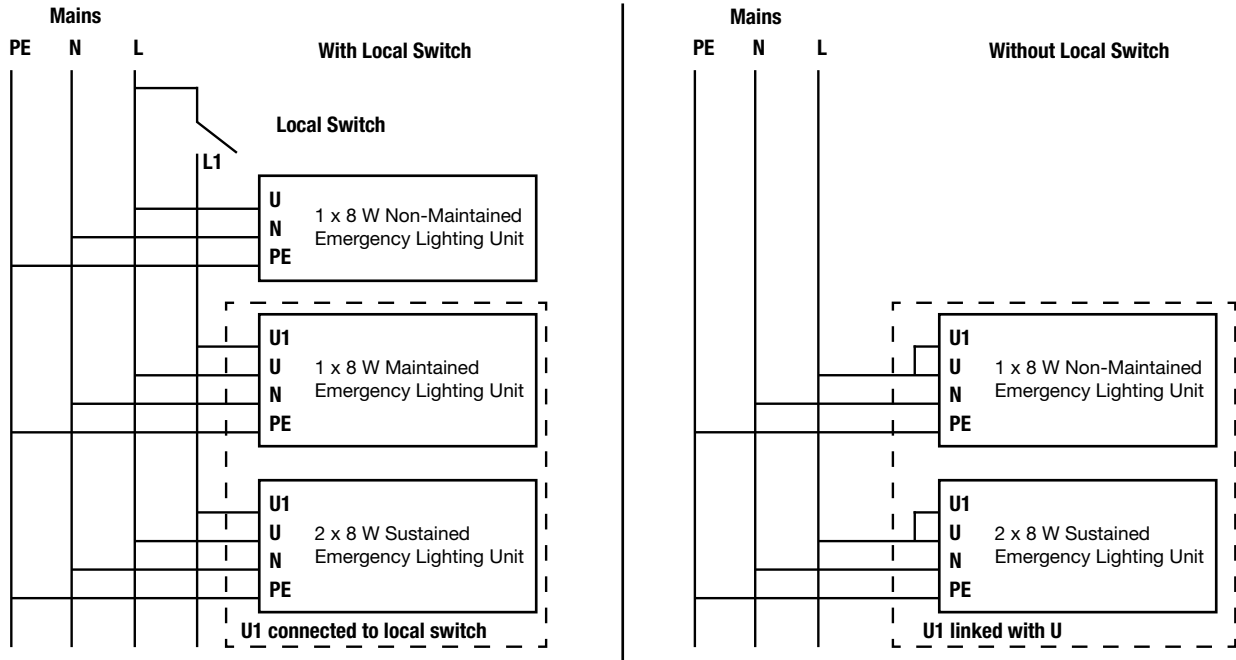 Mains
PE N L
With Local Switch
Local Switch
L1
U
N
PE
1 x 8 W Non-Maintained
Emergency Lighting Unit
U1
U
N
PE
1 x 8 W Maintained
Emergency Lighting Unit
U1
U
N
PE
2 x 8 W Sustained
Emergency Lighting Unit
U1 connected to local switch
Mains
PE N L
Without Local Switch
U1
U
N
PE
1 x 8 W Non-Maintained
Emergency Lighting Unit
U1
U
N
PE
2 x 8 W Sustained
Emergency Lighting Unit
U1 linked with U